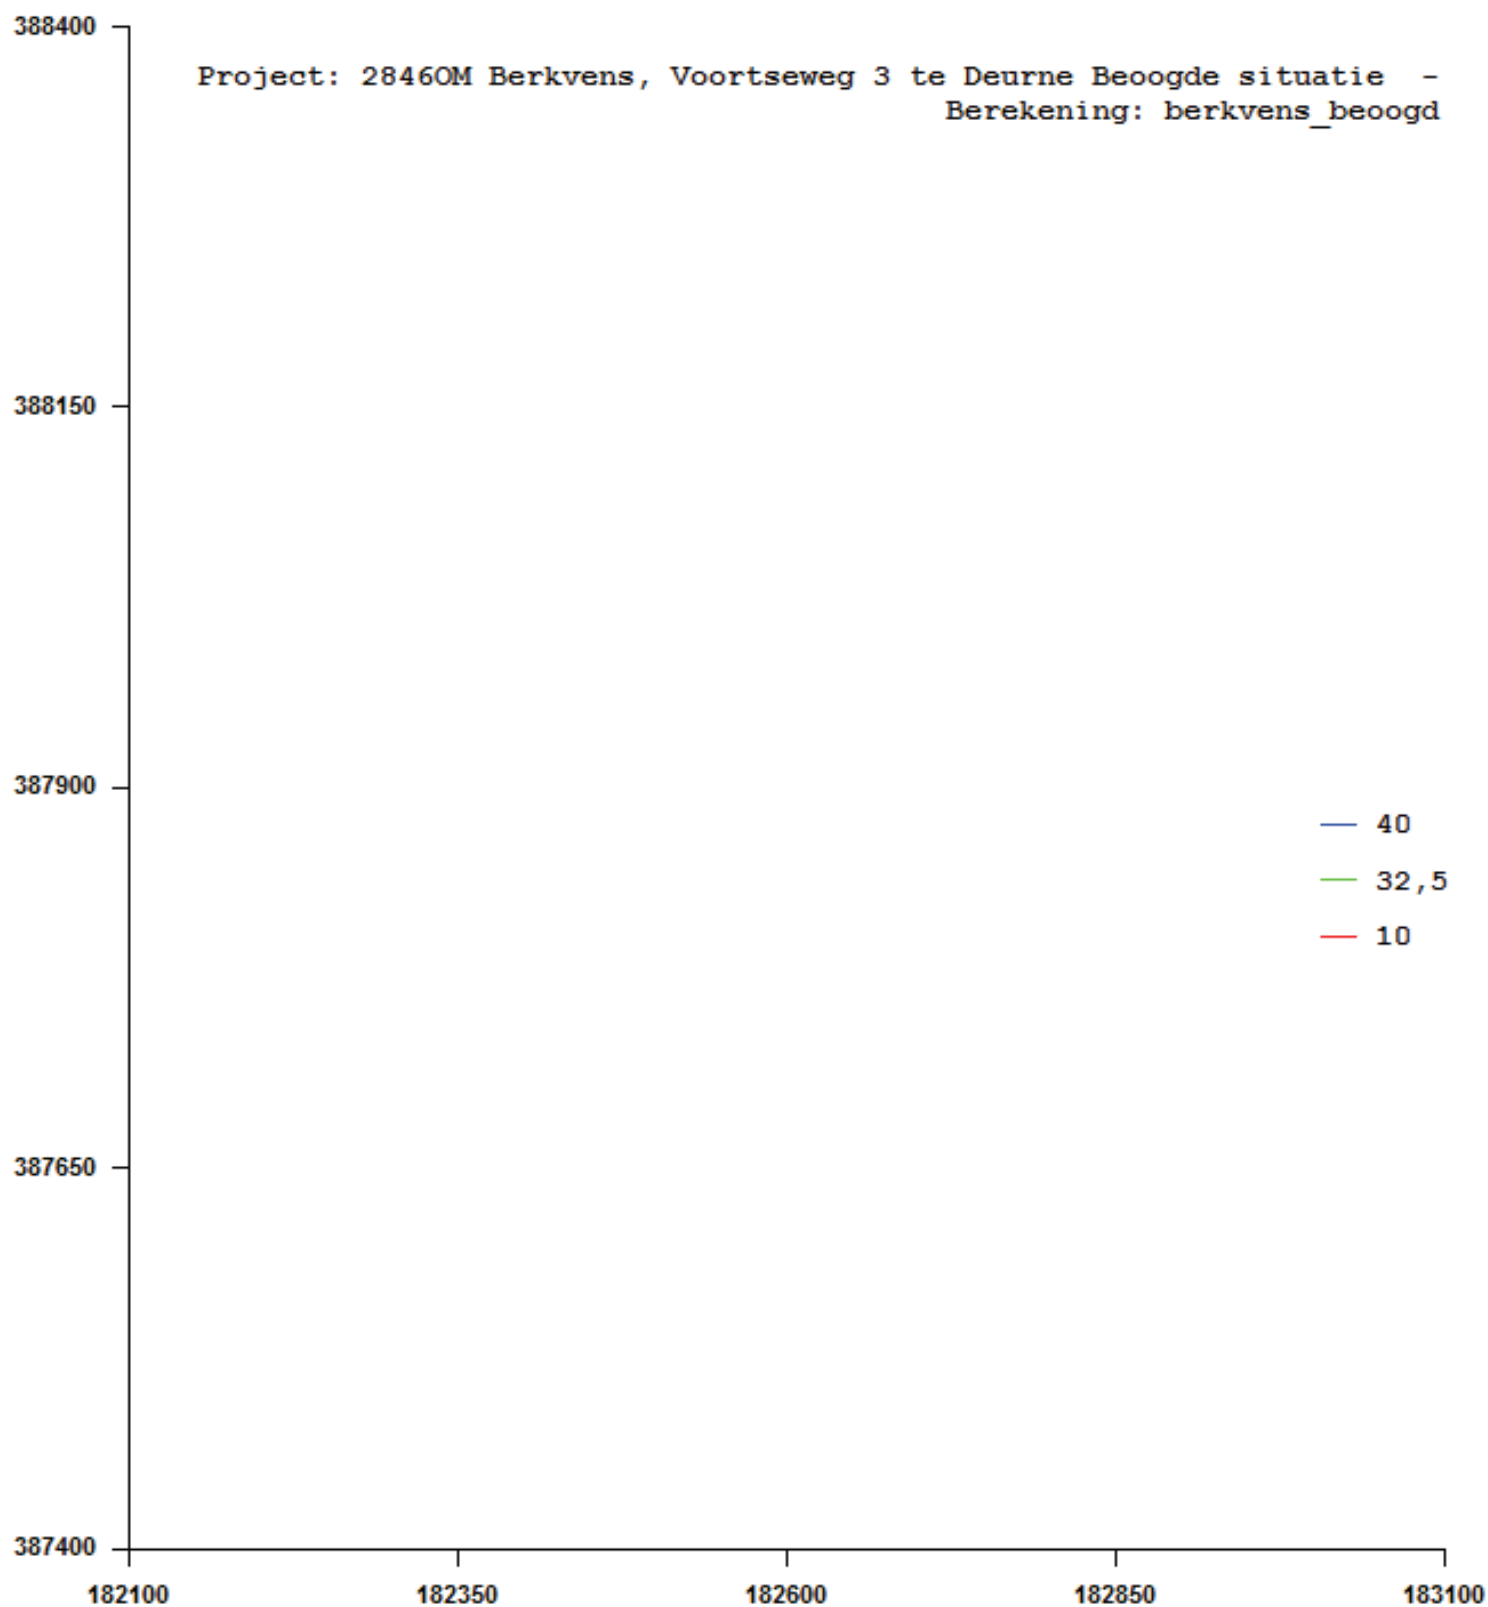 388400
Project: 2846OM Berkvens, Voortseweg 3 te Deurne Beoogde situatie -
Berekening: berkvens_beoogd
388150
387900
40
32,5
10
387650
387400
182100 182350 182600 182850 183100